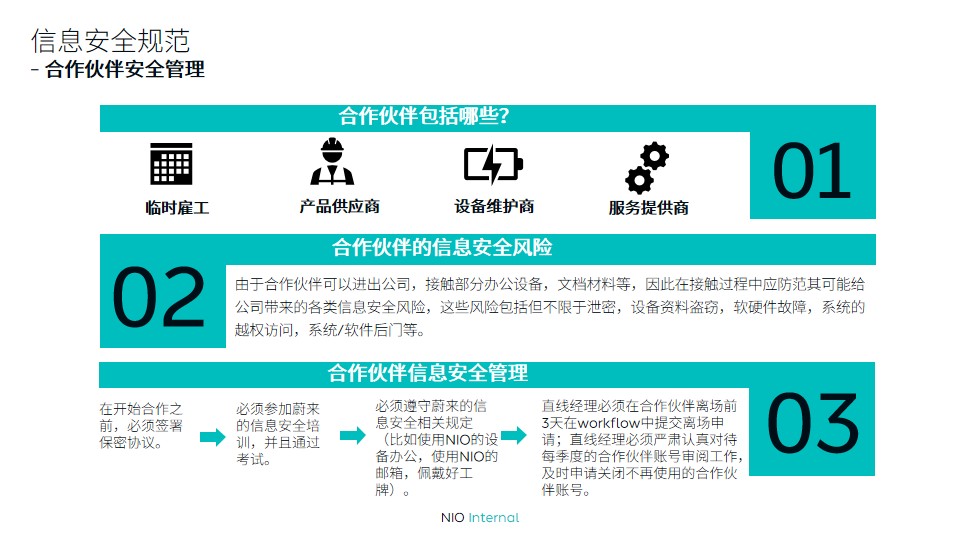 信息安全规范
- 合作伙伴安全管理
合作伙伴包括哪些？
01
临时雇工
产品供应商
设备维护商
服务提供商
合作伙伴的信息安全风险
02
由于合作伙伴可以进出公司，接触部分办公设备，文档材料等，因此在接触过程中应防范其可能给
公司带来的各类信息安全风险，这些风险包括但不限于泄密，设备资料盗窃，软硬件故障，系统的
越权访问，系统/软件后门等。
合作伙伴信息安全管理
03
在开始合作之
前，必须签署
保密协议。
必须参加蔚来
的信息安全培
训，并且通过
考试。
必须遵守蔚来的信
息安全相关规定
（比如使用NIO的设
备办公，使用NIO的
邮箱，佩戴好工
牌）。
直线经理必须在合作伙伴离场前
3天在workflow中提交离场申
请；直线经理必须严肃认真对待
每季度的合作伙伴账号审阅工作，
及时申请关闭不再使用的合作伙
伴账号。
NIO Internal